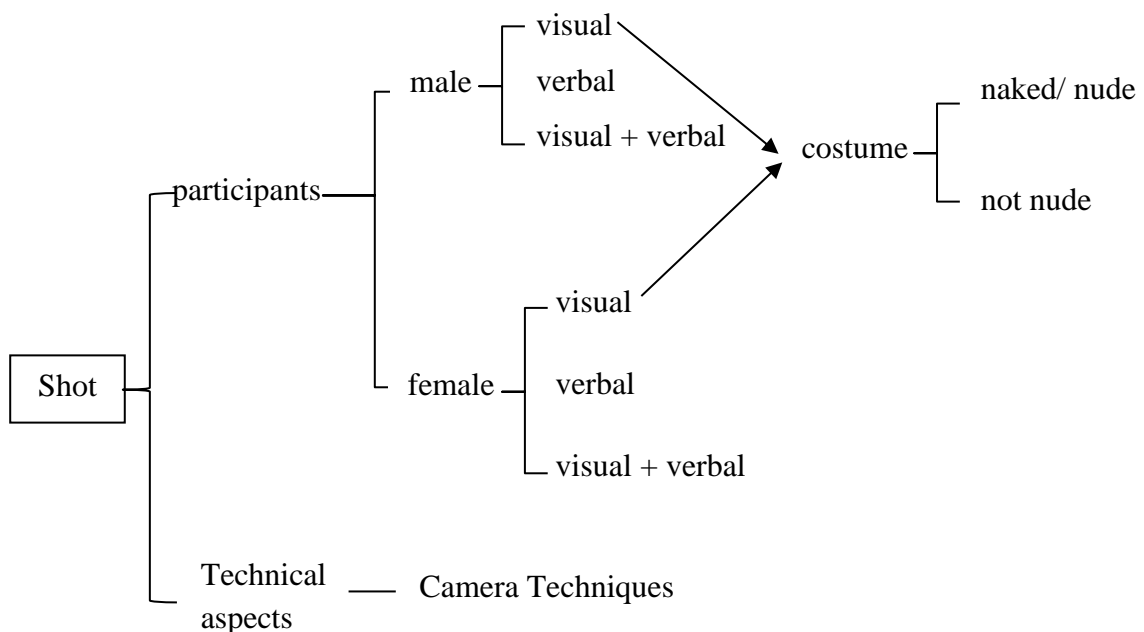 visual
male
verbal
visual + verbal
naked/ nude
costume
not nude
participants
visual
female
verbal
visual + verbal
Shot
Technical
aspects
Camera Techniques